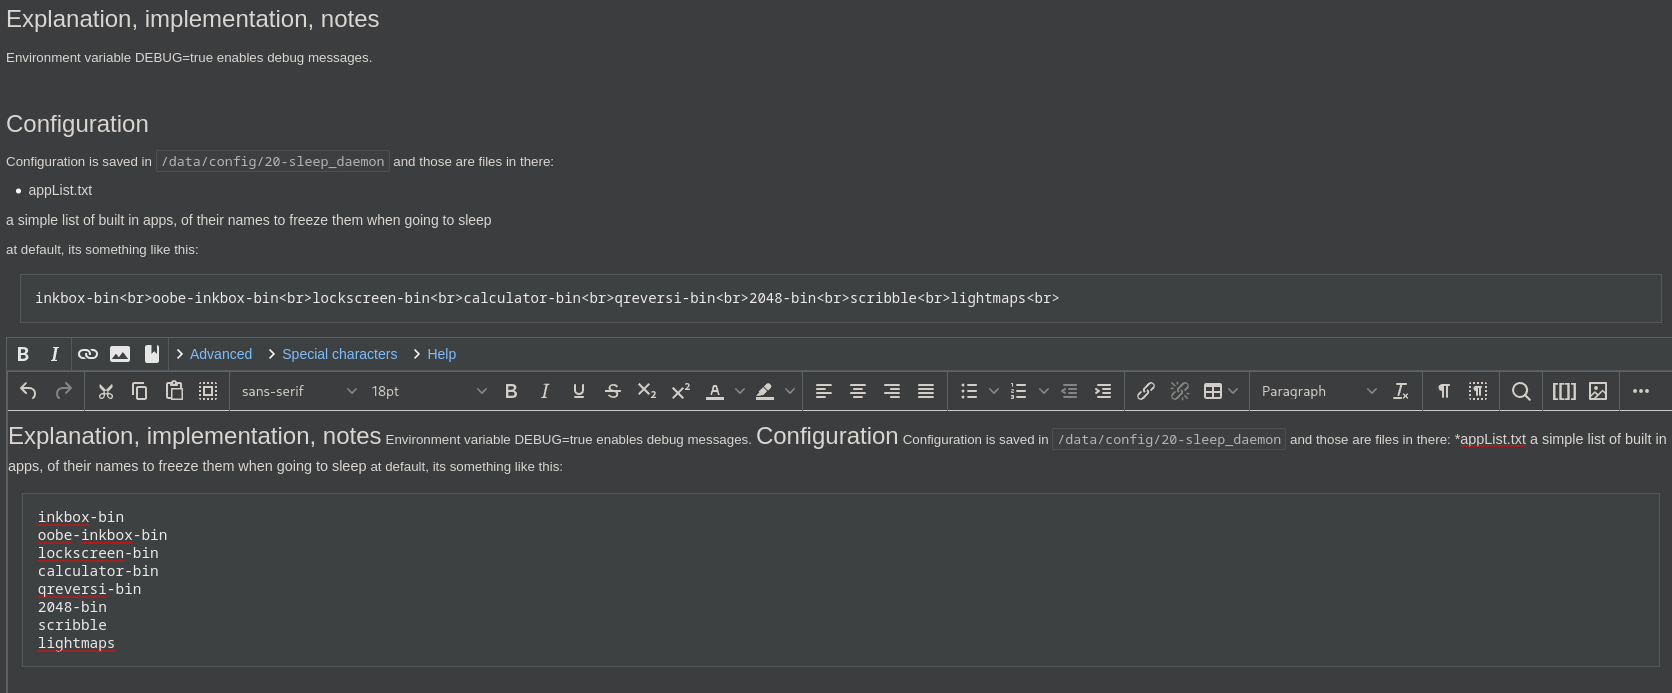 Explanation, implementation, notes
Environment variable DEBUG=true enables debug messages.
Configuration
Configuration is saved in /data/config/20-sleep_daemon and those are files in there:
• appList.txt
a simple list of built in apps, of their names to freeze them when going to sleep
at default, its something like this:
inkbox-bin<br>oobe-inkbox-bin<br>lockscreen-bin<br>calculator-bin<br>qreversi-bin<br>2048-bin<br>scribble<br>lightmaps<br>
B I Advanced Special characters Help
sans-serif 18pt B I U S X₂ X² A Paragraph
Explanation, implementation, notes Environment variable DEBUG=true enables debug messages. Configuration Configuration is saved in /data/config/20-sleep_daemon and those are files in there: *appList.txt a simple list of built in
apps, of their names to freeze them when going to sleep at default, its something like this:
inkbox-bin
oobe-inkbox-bin
lockscreen-bin
calculator-bin
qreversi-bin
2048-bin
scribble
lightmaps